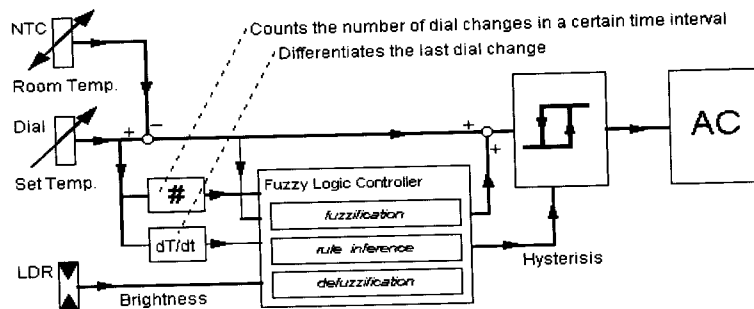 Counts the number of dial changes in a certain time interval
Differentiates the last dial change
NTC
Room Temp.
Dial
Set Temp.
+
−
+
+
AC
#
dT/dt
Fuzzy Logic Controller
fuzzification
rule inference
defuzzification
Hysterisis
LDR
Brightness